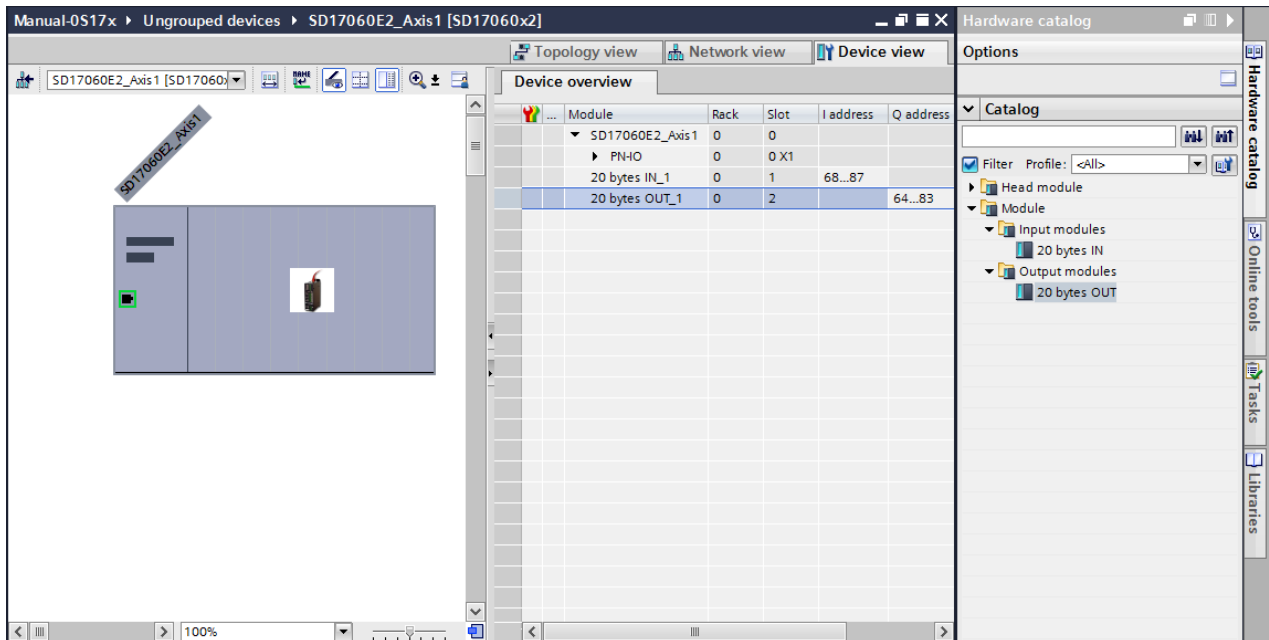 Manual-0S17x ▸ Ungrouped devices ▸ SD17060E2_Axis1 [SD17060x2]
Topology view Network view Device view
SD17060E2_Axis1 [SD17060x
SD17060E2_Axis1
Device overview
... Module Rack Slot I address Q address
SD17060E2_Axis1 0 0
PN-IO 0 0 X1
20 bytes IN_1 0 1 68...87
20 bytes OUT_1 0 2 64...83
100%
Hardware catalog
Options
Catalog
Filter Profile: <All>
Head module
Module
Input modules
20 bytes IN
Output modules
20 bytes OUT
Hardware catalog
Online tools
Tasks
Libraries